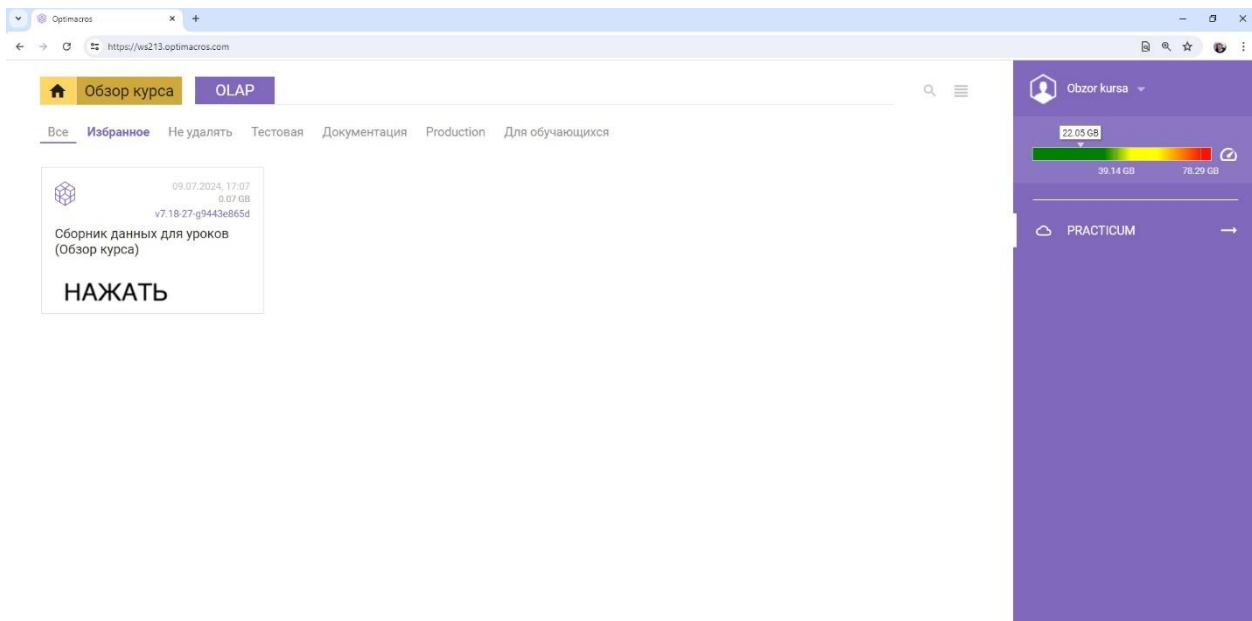 Optimacros
https://ws213.optimacros.com
Обзор курса
OLAP
Obzor kursa
Все Избранное Не удалять Тестовая Документация Production Для обучающихся
22.05 GB
39.14 GB 78.29 GB
09.07.2024, 17:07
0.07 GB
v7.18-27-g9443e865d
Сборник данных для уроков
(Обзор курса)
НАЖАТЬ
PRACTICUM